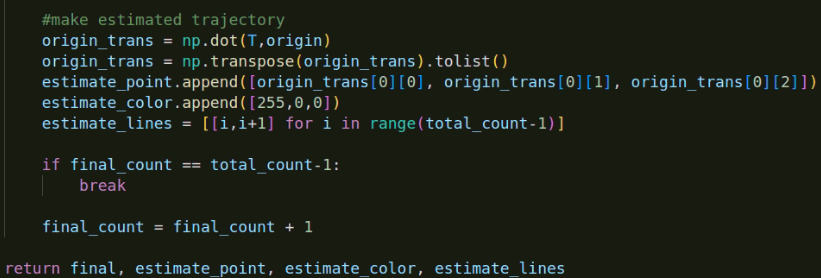 #make estimated trajectory
origin_trans = np.dot(T,origin)
origin_trans = np.transpose(origin_trans).tolist()
estimate_point.append([origin_trans[0][0], origin_trans[0][1], origin_trans[0][2]])
estimate_color.append([255,0,0])
estimate_lines = [[i,i+1] for i in range(total_count-1)]
if final_count == total_count-1:
break
final_count = final_count + 1
return final, estimate_point, estimate_color, estimate_lines